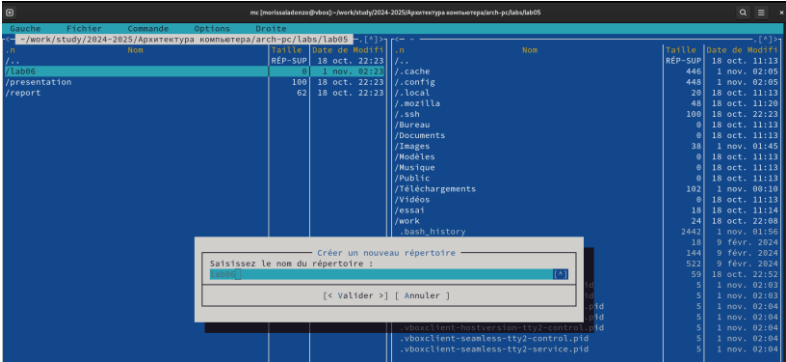 mc [morissaladonzo@vbox]:~/work/study/2024-2025/Архитектура компьютера/arch-pc/labs/lab05
Gauche Fichier Commande Options Droite
~/work/study/2024-2025/Архитектура компьютера/arch-pc/labs/lab05 .[^]>
.n Nom Taille Date de Modifi
/.. RÉP-SUP 18 oct. 22:23
/lab06 0 1 nov. 02:23
/presentation 100 18 oct. 22:23
/report 62 18 oct. 22:23
<- ~ .[^]>
.n Nom Taille Date de Modifi
/.. RÉP-SUP 18 oct. 11:13
/.cache 446 1 nov. 02:05
/.config 448 1 nov. 02:05
/.local 20 18 oct. 11:13
/.mozilla 48 18 oct. 11:20
/.ssh 100 18 oct. 22:23
/Bureau 0 18 oct. 11:13
/Documents 0 18 oct. 11:13
/Images 38 1 nov. 01:45
/Modèles 0 18 oct. 11:13
/Musique 0 18 oct. 11:13
/Public 0 18 oct. 11:13
/Téléchargements 102 1 nov. 00:10
/Vidéos 0 18 oct. 11:13
/essai 18 18 oct. 11:14
/work 24 18 oct. 22:08
.bash_history 2442 1 nov. 01:56
18 9 févr. 2024
144 9 févr. 2024
522 9 févr. 2024
59 18 oct. 22:52
id 5 1 nov. 02:03
d 5 1 nov. 02:03
.pid 5 1 nov. 02:04
.vboxclient-hostversion-tty2-control.pid 5 1 nov. 02:04
.vboxclient-seamless-tty2-control.pid 5 1 nov. 02:04
.vboxclient-seamless-tty2-service.pid 5 1 nov. 02:04
Créer un nouveau répertoire
Saisissez le nom du répertoire :
lab06 [^]
[< Valider >] [ Annuler ]